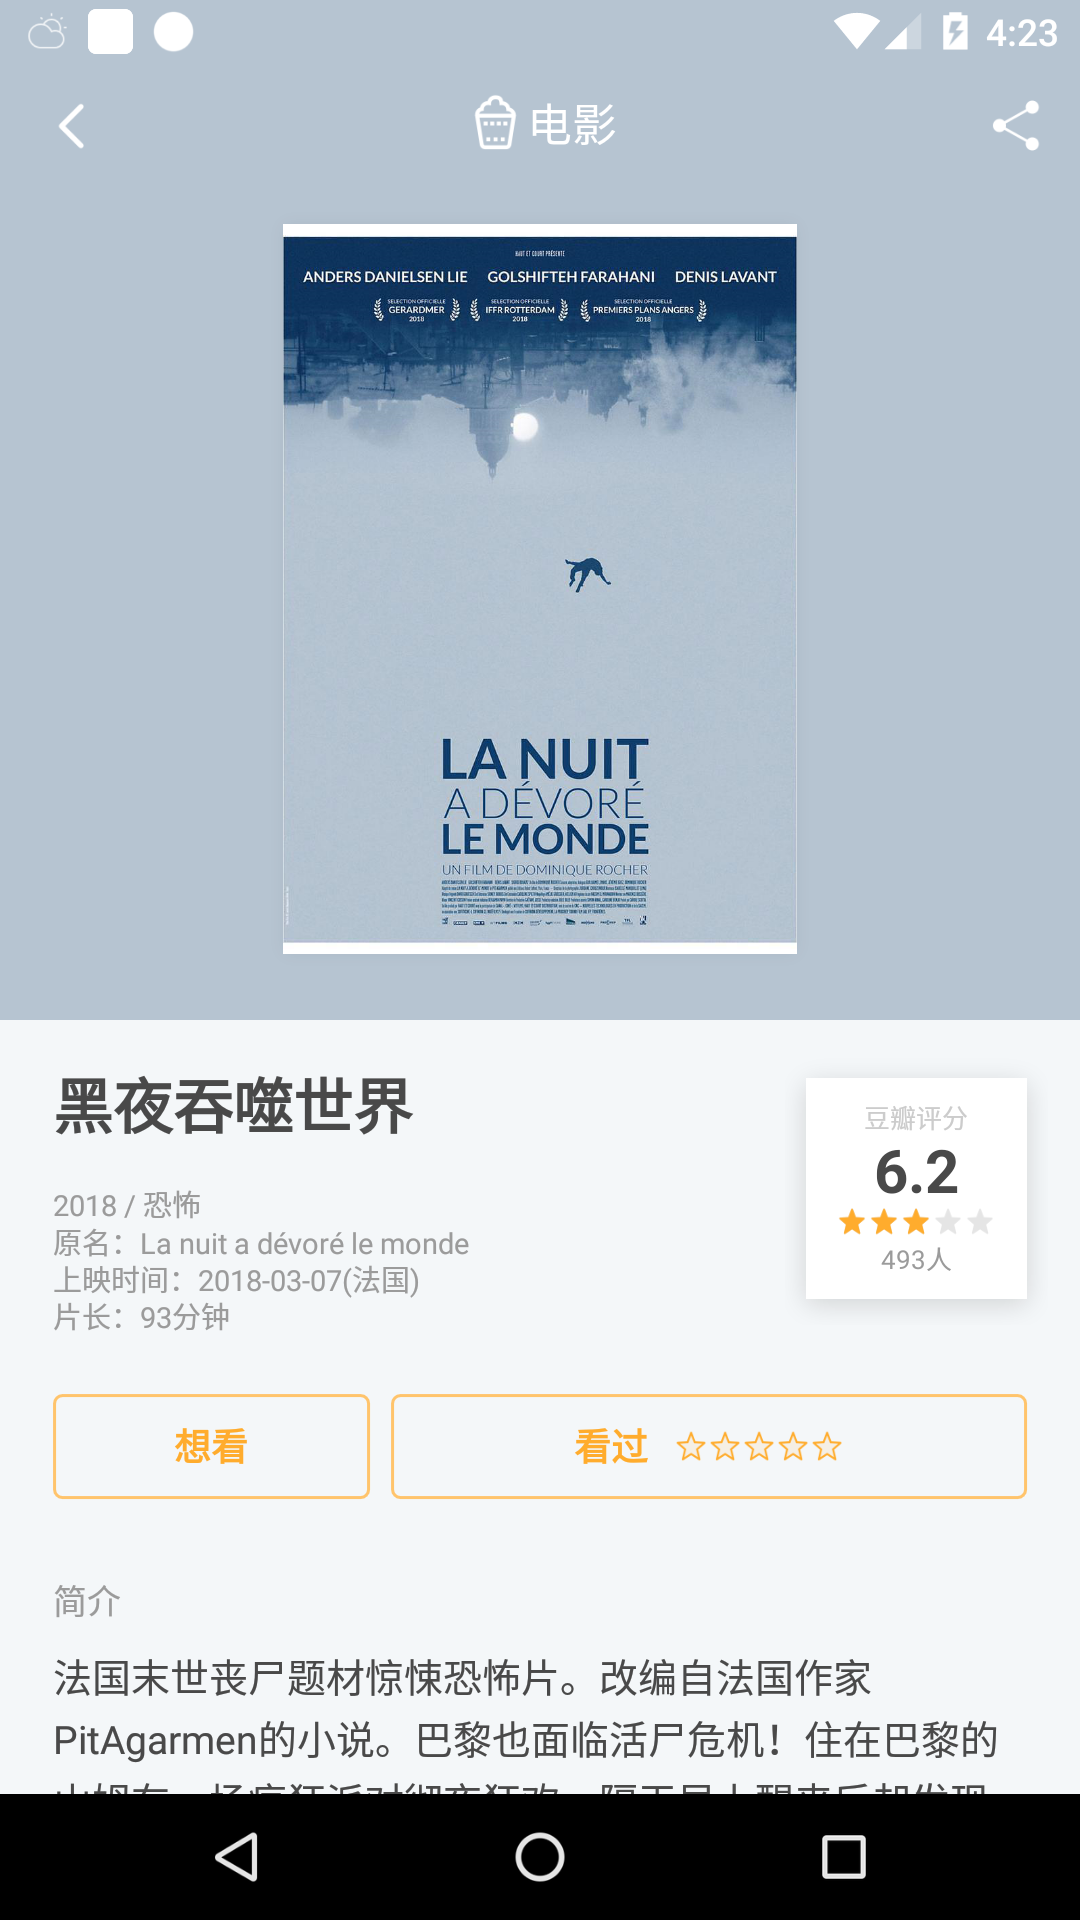 4:23
电影
HAUT ET COURT PRÉSENTE
ANDERS DANIELSEN LIE GOLSHIFTEH FARAHANI DENIS LAVANT
SELECTION OFFICIELLE SELECTION OFFICIELLE SELECTION OFFICIELLE
GERARDMER IFFR ROTTERDAM PREMIERS PLANS ANGERS
2018 2018 2018
LA NUIT
A DÉVORÉ
LE MONDE
UN FILM DE DOMINIQUE ROCHER
黑夜吞噬世界
豆瓣评分
6.2
493人
2018 / 恐怖
原名：La nuit a dévoré le monde
上映时间：2018-03-07(法国)
片长：93分钟
想看
看过
简介
法国末世丧尸题材惊悚恐怖片。改编自法国作家
PitAgarmen的小说。巴黎也面临活尸危机！住在巴黎的